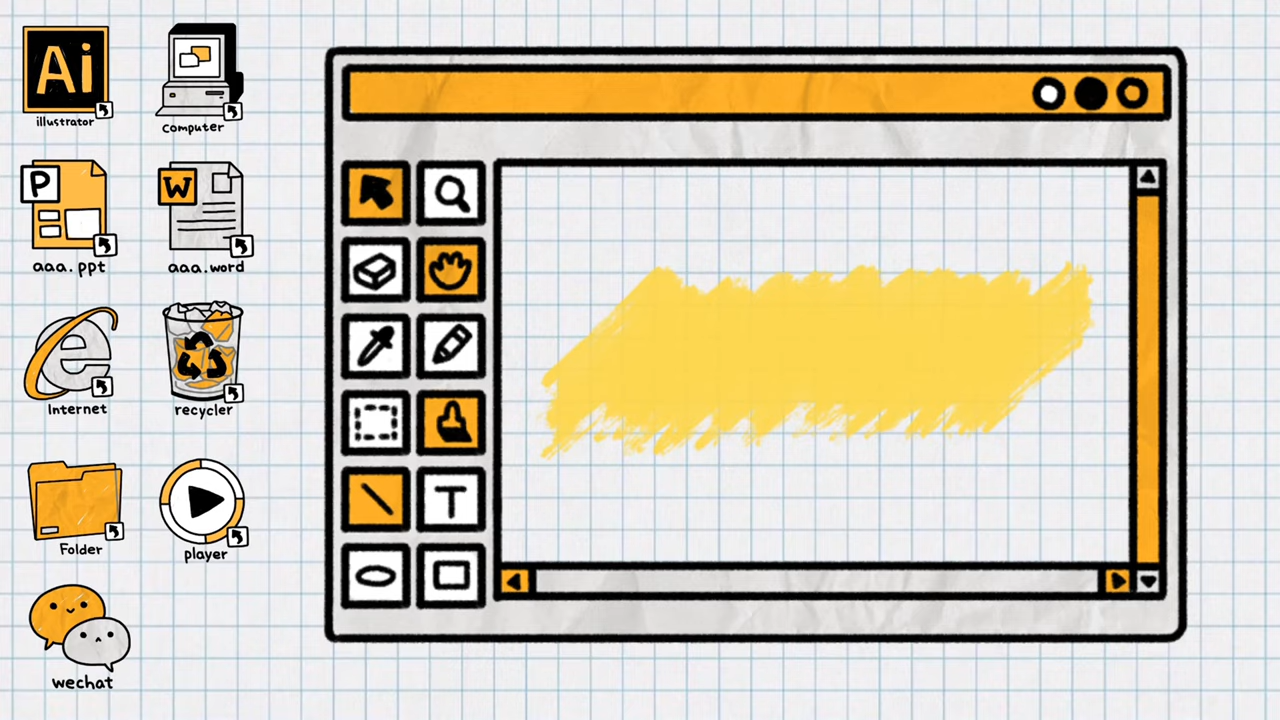 Ai
illustrator
Computer
P
aaa.ppt
W
aaa.word
e
Internet
recycler
Folder
player
wechat
T